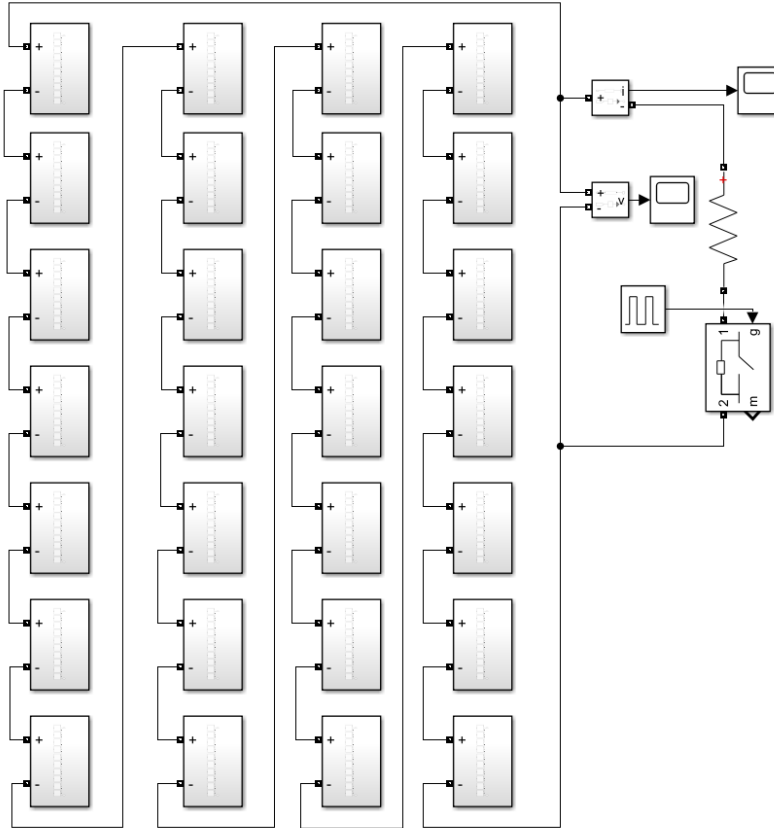 + + + +
- - - -
+ + + +
- - - -
+ + + +
- - - -
+ + + +
- - - -
+ + + +
- - - -
+ + + +
- - - -
+ + + +
- - - -
+ i -
+ - v
+
1 g
2 m